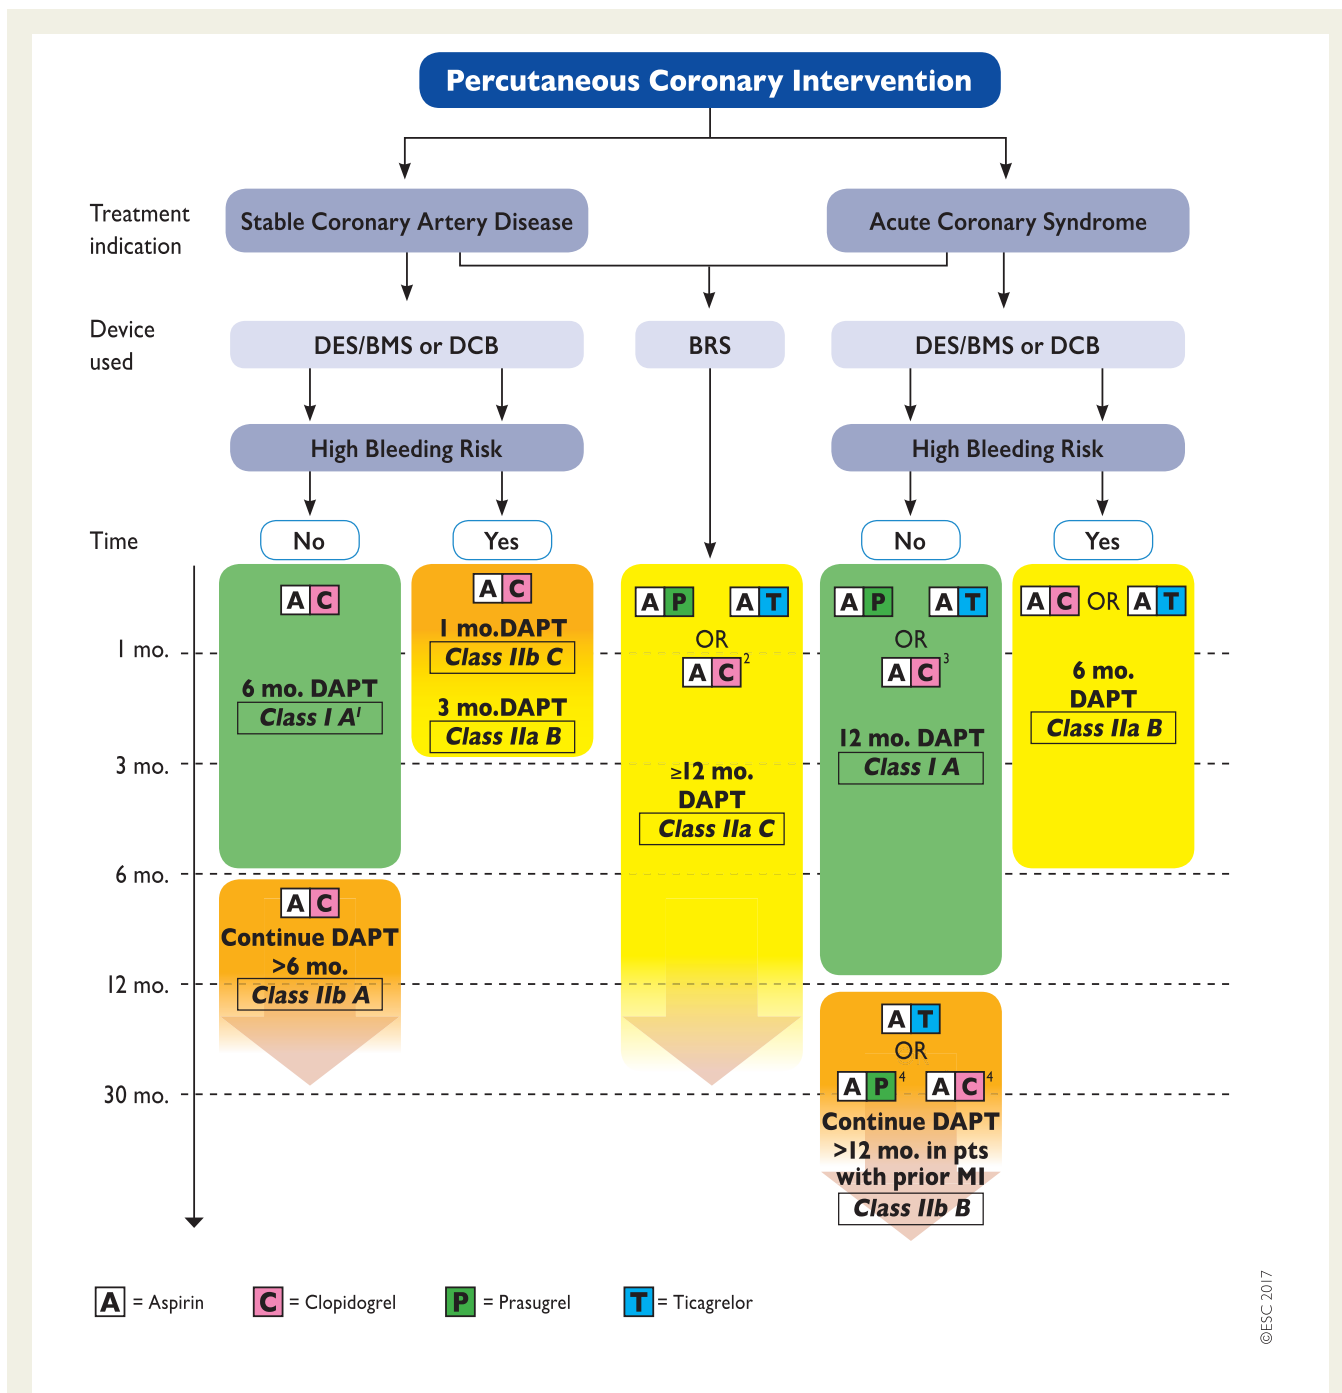 Percutaneous Coronary Intervention
Treatment
indication
Stable Coronary Artery Disease
Acute Coronary Syndrome
Device
used
DES/BMS or DCB
BRS
DES/BMS or DCB
High Bleeding Risk
High Bleeding Risk
Time
No
Yes
No
Yes
1 mo.
3 mo.
6 mo.
12 mo.
30 mo.
A C
6 mo. DAPT
Class I A1
A C
Continue DAPT
>6 mo.
Class IIb A
A C
1 mo.DAPT
Class IIb C
3 mo.DAPT
Class IIa B
A P A T
OR
A C 2
≥12 mo.
DAPT
Class IIa C
A P A T
OR
A C 3
12 mo. DAPT
Class I A
A T
OR
A P 4 A C 4
Continue DAPT
>12 mo. in pts
with prior MI
Class IIb B
A C OR A T
6 mo.
DAPT
Class IIa B
A = Aspirin C = Clopidogrel P = Prasugrel T = Ticagrelor
©ESC 2017